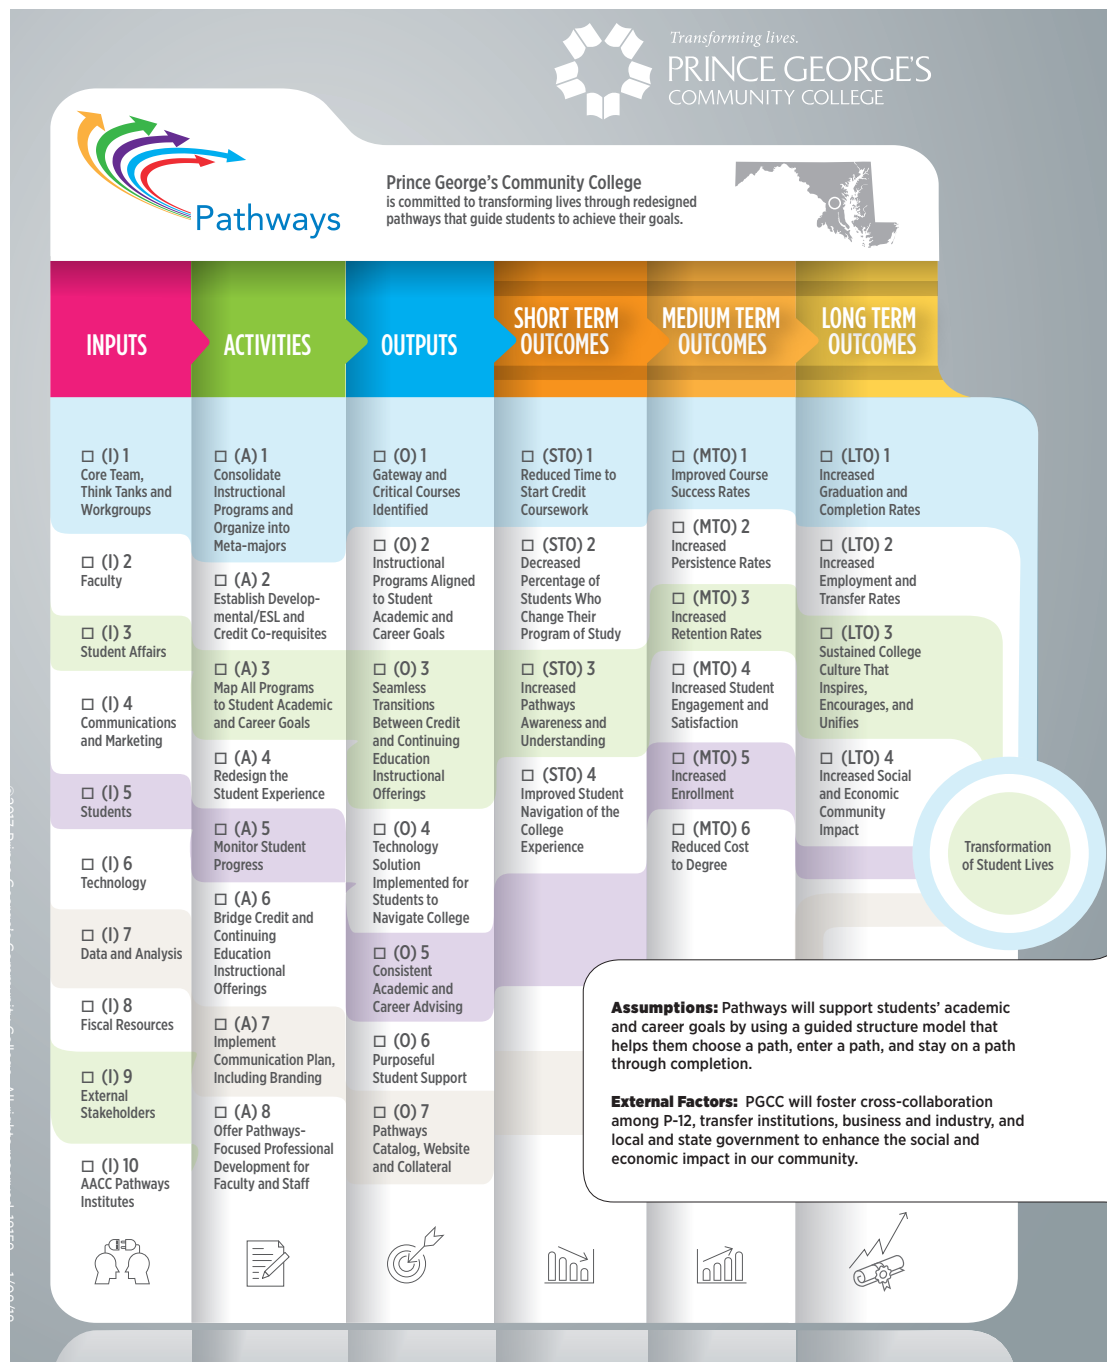 Transforming lives.
PRINCE GEORGE'S
COMMUNITY COLLEGE
Pathways
Prince George's Community College
is committed to transforming lives through redesigned
pathways that guide students to achieve their goals.
INPUTS
ACTIVITIES
OUTPUTS
SHORT TERM
OUTCOMES
MEDIUM TERM
OUTCOMES
LONG TERM
OUTCOMES
(I) 1
Core Team,
Think Tanks and
Workgroups
(I) 2
Faculty
(I) 3
Student Affairs
(I) 4
Communications
and Marketing
(I) 5
Students
(I) 6
Technology
(I) 7
Data and Analysis
(I) 8
Fiscal Resources
(I) 9
External
Stakeholders
(I) 10
AACC Pathways
Institutes
(A) 1
Consolidate
Instructional
Programs and
Organize into
Meta-majors
(A) 2
Establish Develop-
mental/ESL and
Credit Co-requisites
(A) 3
Map All Programs
to Student Academic
and Career Goals
(A) 4
Redesign the
Student Experience
(A) 5
Monitor Student
Progress
(A) 6
Bridge Credit and
Continuing
Education
Instructional
Offerings
(A) 7
Implement
Communication Plan,
Including Branding
(A) 8
Offer Pathways-
Focused Professional
Development for
Faculty and Staff
(O) 1
Gateway and
Critical Courses
Identified
(O) 2
Instructional
Programs Aligned
to Student
Academic and
Career Goals
(O) 3
Seamless
Transitions
Between Credit
and Continuing
Education
Instructional
Offerings
(O) 4
Technology
Solution
Implemented for
Students to
Navigate College
(O) 5
Consistent
Academic and
Career Advising
(O) 6
Purposeful
Student Support
(O) 7
Pathways
Catalog, Website
and Collateral
(STO) 1
Reduced Time to
Start Credit
Coursework
(STO) 2
Decreased
Percentage of
Students Who
Change Their
Program of Study
(STO) 3
Increased
Pathways
Awareness and
Understanding
(STO) 4
Improved Student
Navigation of the
College
Experience
(MTO) 1
Improved Course
Success Rates
(MTO) 2
Increased
Persistence Rates
(MTO) 3
Increased
Retention Rates
(MTO) 4
Increased Student
Engagement and
Satisfaction
(MTO) 5
Increased
Enrollment
(MTO) 6
Reduced Cost
to Degree
(LTO) 1
Increased
Graduation and
Completion Rates
(LTO) 2
Increased
Employment and
Transfer Rates
(LTO) 3
Sustained College
Culture That
Inspires,
Encourages, and
Unifies
(LTO) 4
Increased Social
and Economic
Community
Impact
Transformation
of Student Lives
Assumptions: Pathways will support students' academic
and career goals by using a guided structure model that
helps them choose a path, enter a path, and stay on a path
through completion.
External Factors: PGCC will foster cross-collaboration
among P-12, transfer institutions, business and industry, and
local and state government to enhance the social and
economic impact in our community.